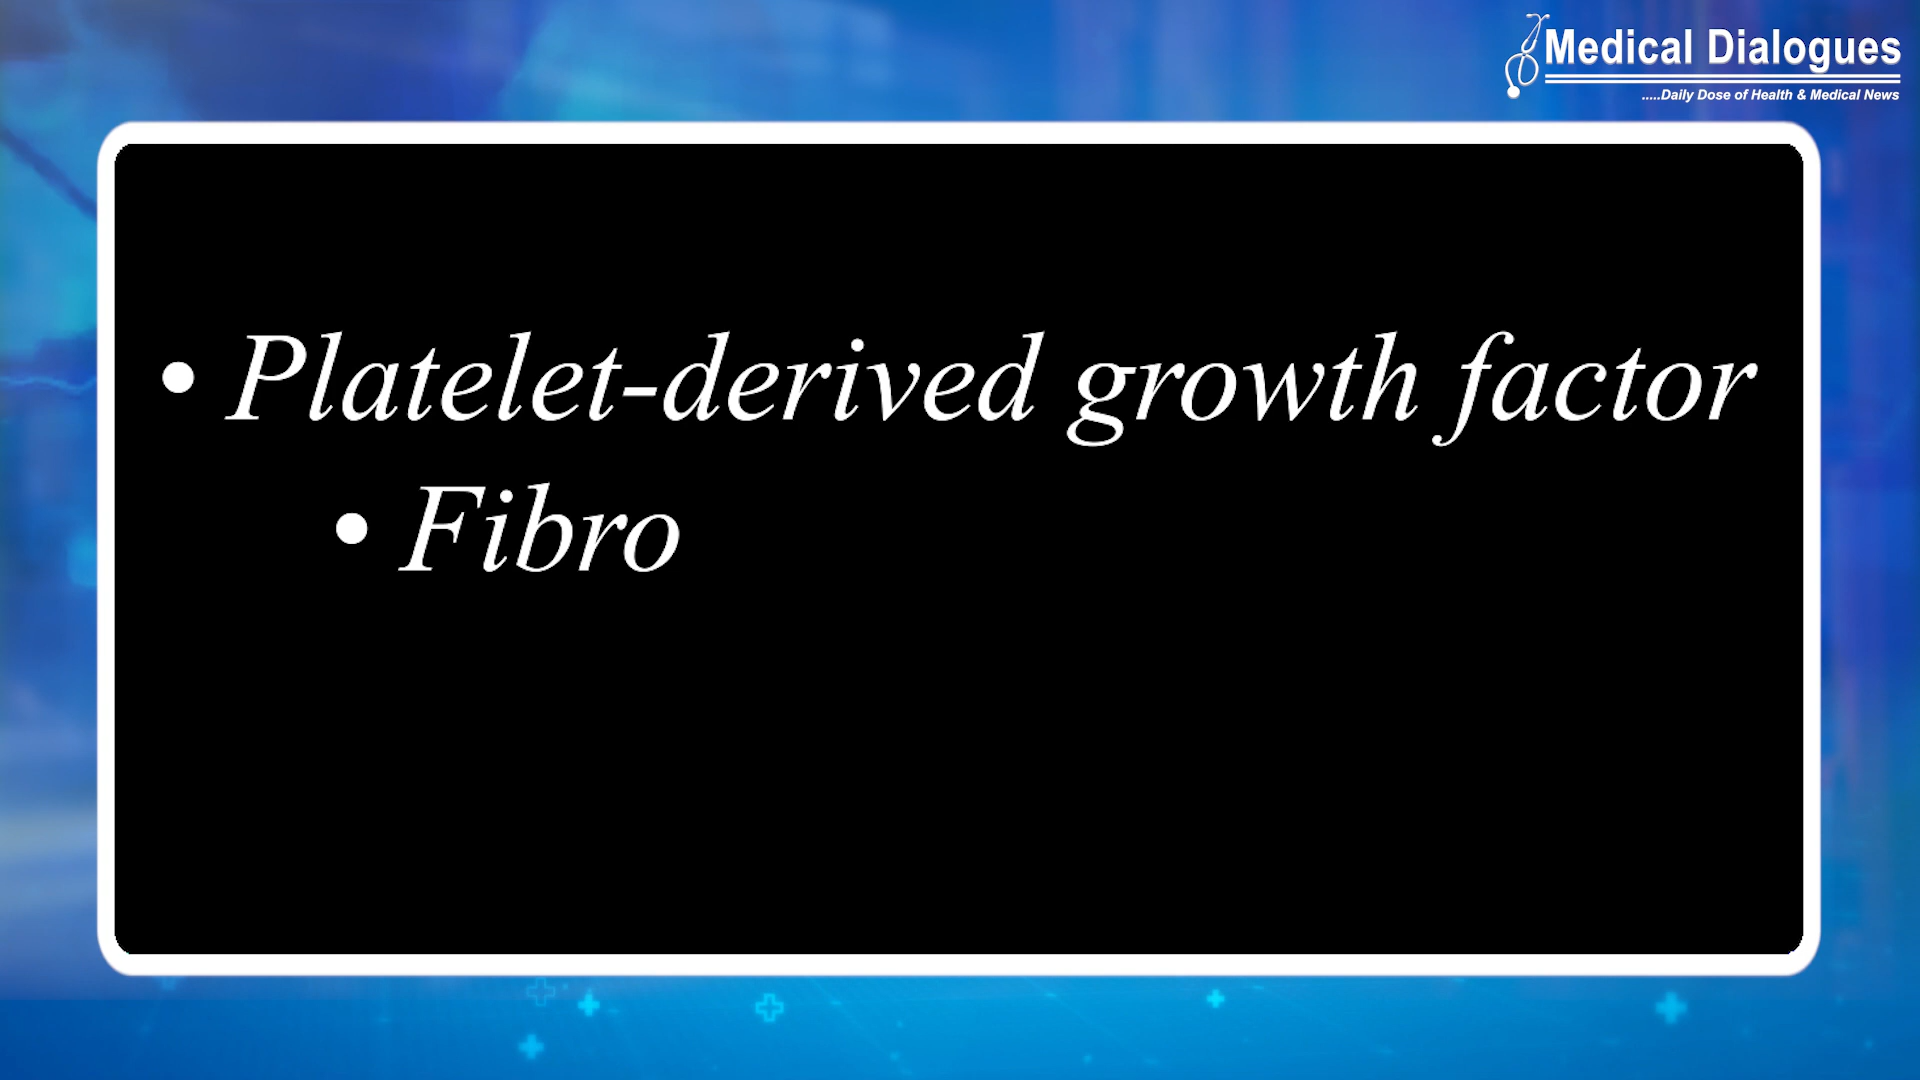 Medical Dialogues
.....Daily Dose of Health & Medical News
• Platelet-derived growth factor
• Fibro